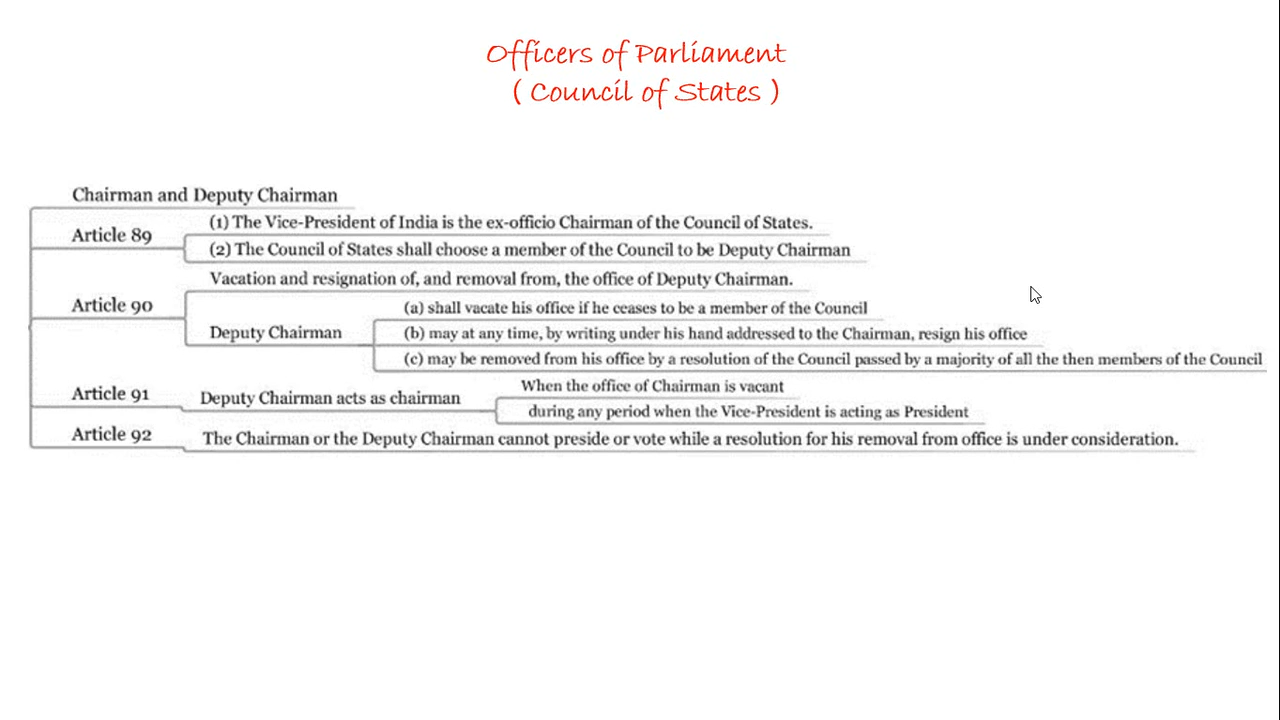 Officers of Parliament
( Council of States )
Chairman and Deputy Chairman
Article 89
(1) The Vice-President of India is the ex-officio Chairman of the Council of States.
(2) The Council of States shall choose a member of the Council to be Deputy Chairman
Article 90
Vacation and resignation of, and removal from, the office of Deputy Chairman.
Deputy Chairman
(a) shall vacate his office if he ceases to be a member of the Council
(b) may at any time, by writing under his hand addressed to the Chairman, resign his office
(c) may be removed from his office by a resolution of the Council passed by a majority of all the then members of the Council
Article 91
Deputy Chairman acts as chairman
When the office of Chairman is vacant
during any period when the Vice-President is acting as President
Article 92
The Chairman or the Deputy Chairman cannot preside or vote while a resolution for his removal from office is under consideration.